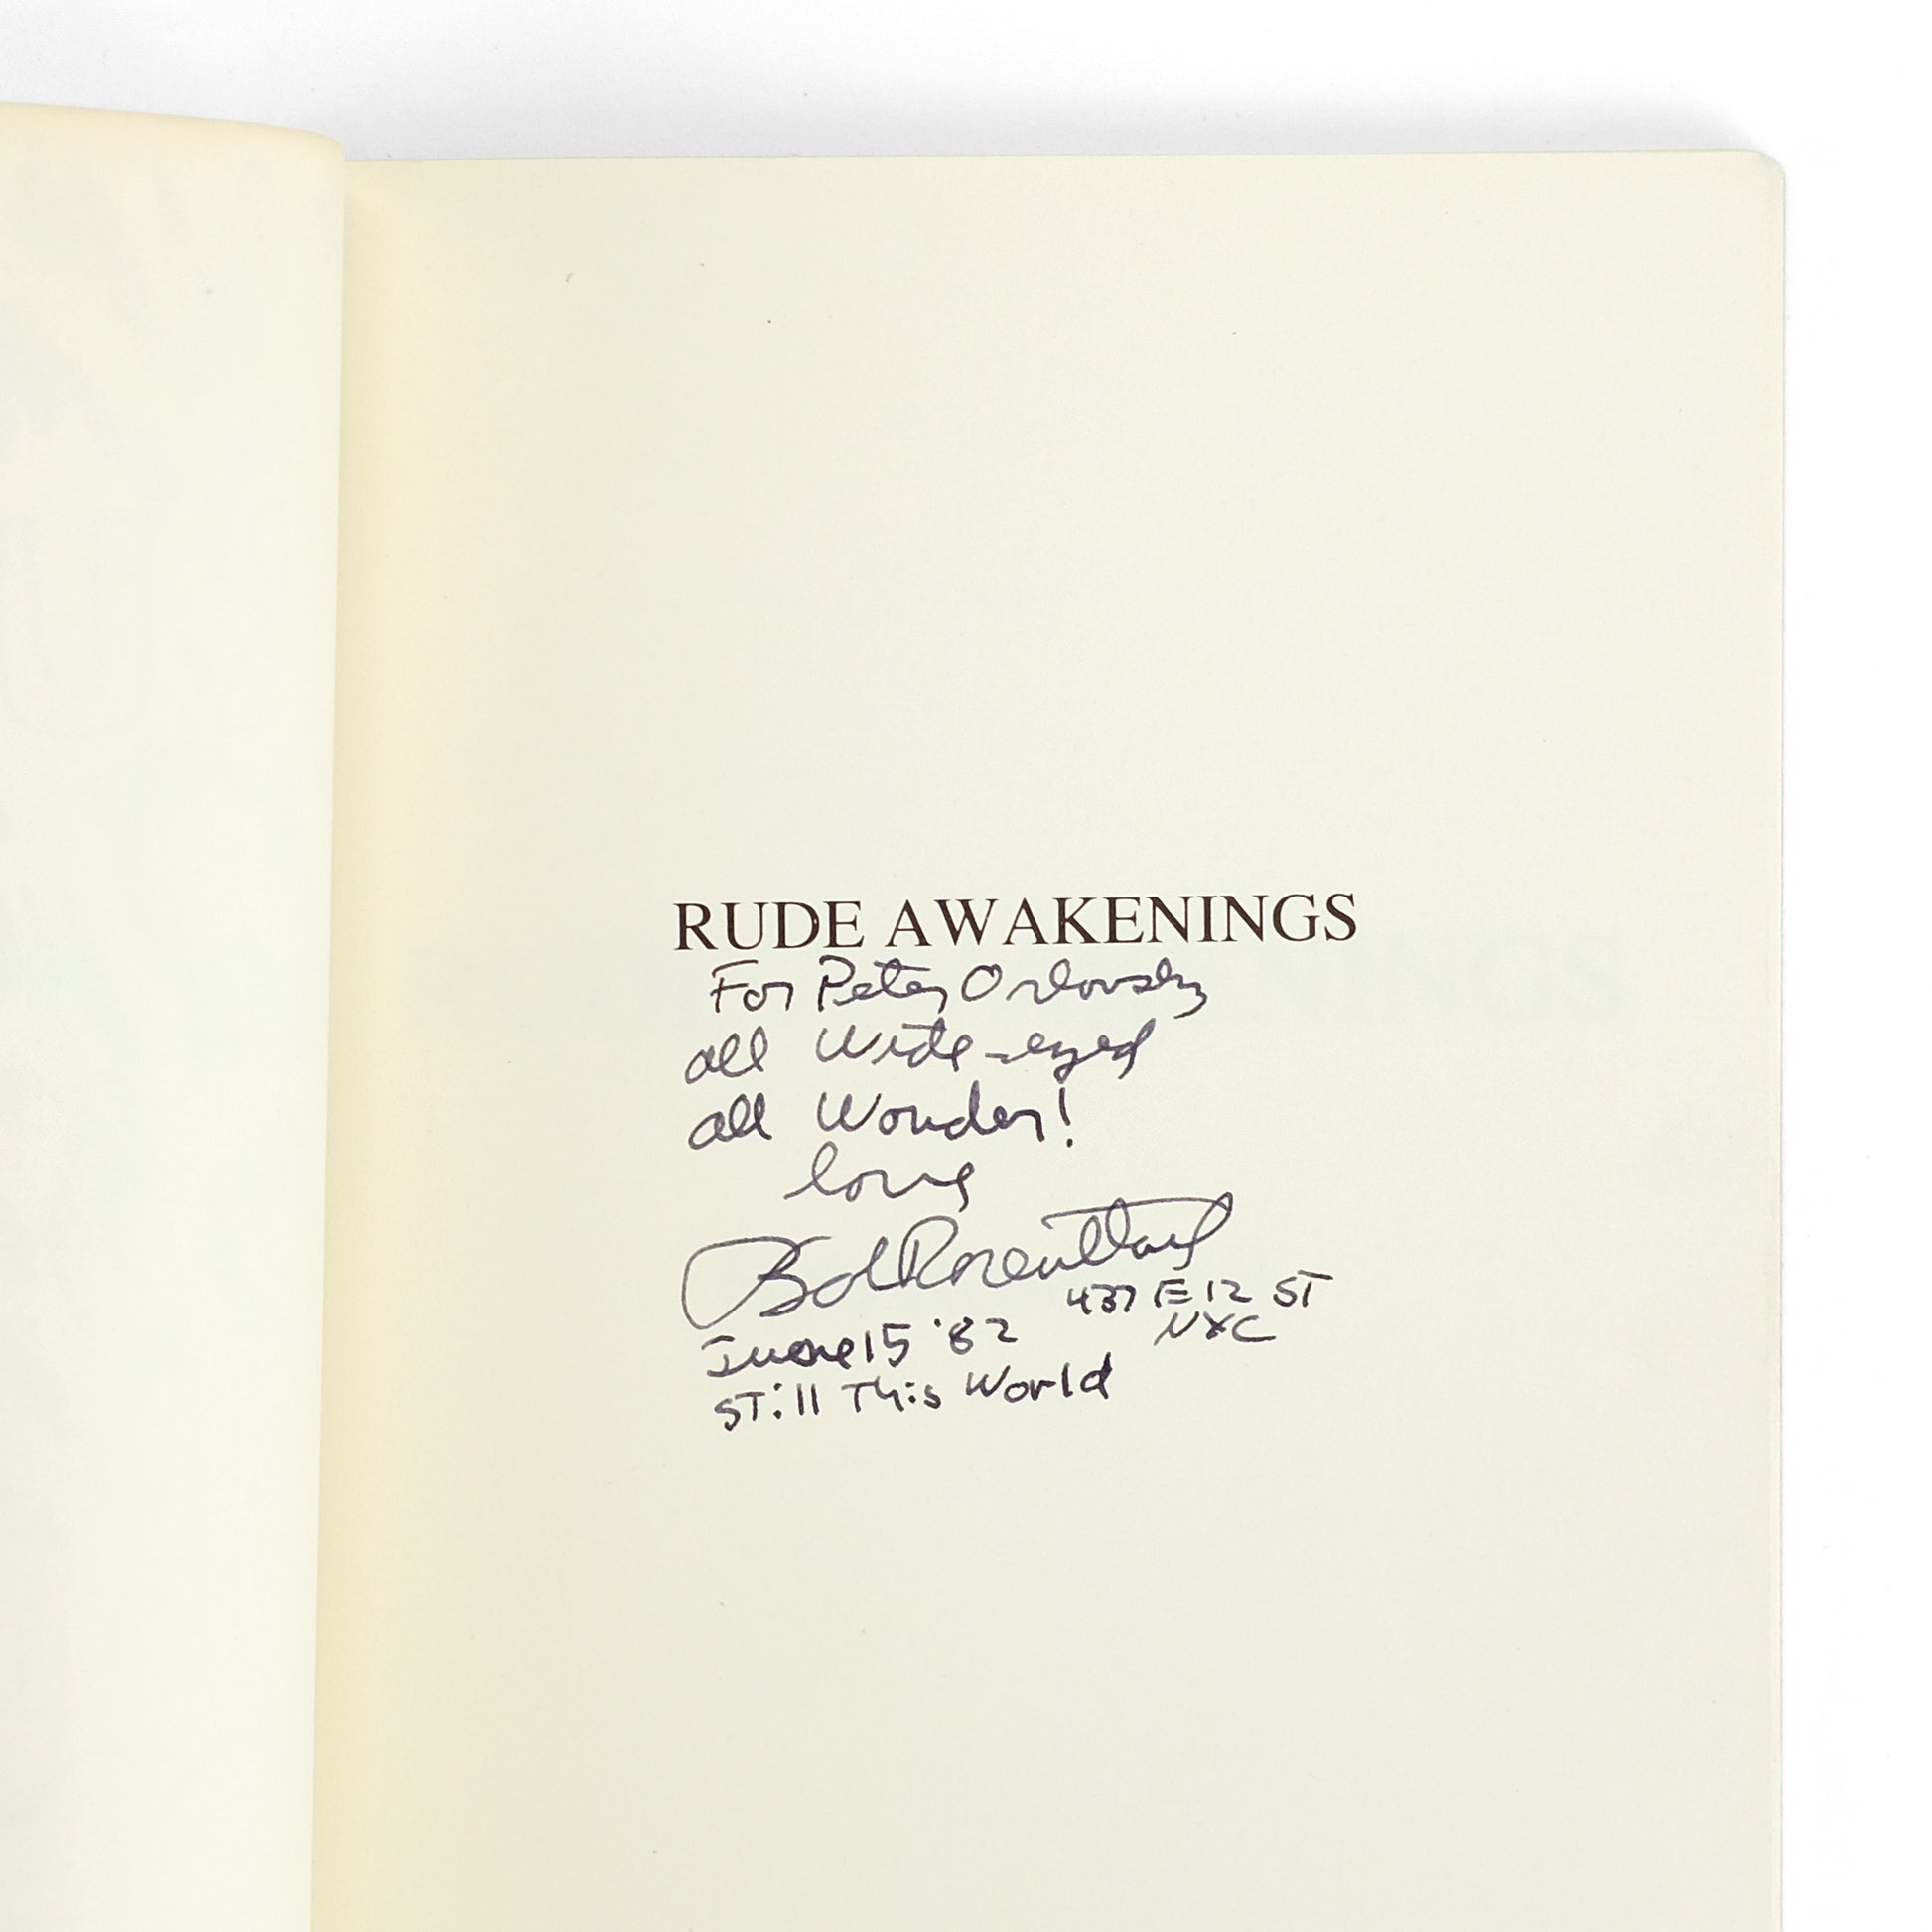 RUDE AWAKENINGS
For Peter Orlovsky
all Wide-eyed
all Wonder!
love
Bob Rosenthal
437 E 12 ST
NYC
June 15 '82
Still This World